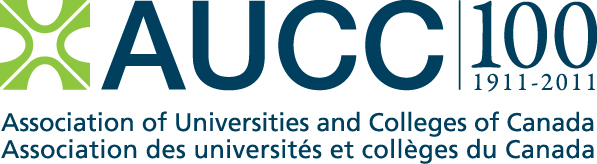 AUCC 100
1911-2011
Association of Universities and Colleges of Canada
Association des universités et collèges du Canada